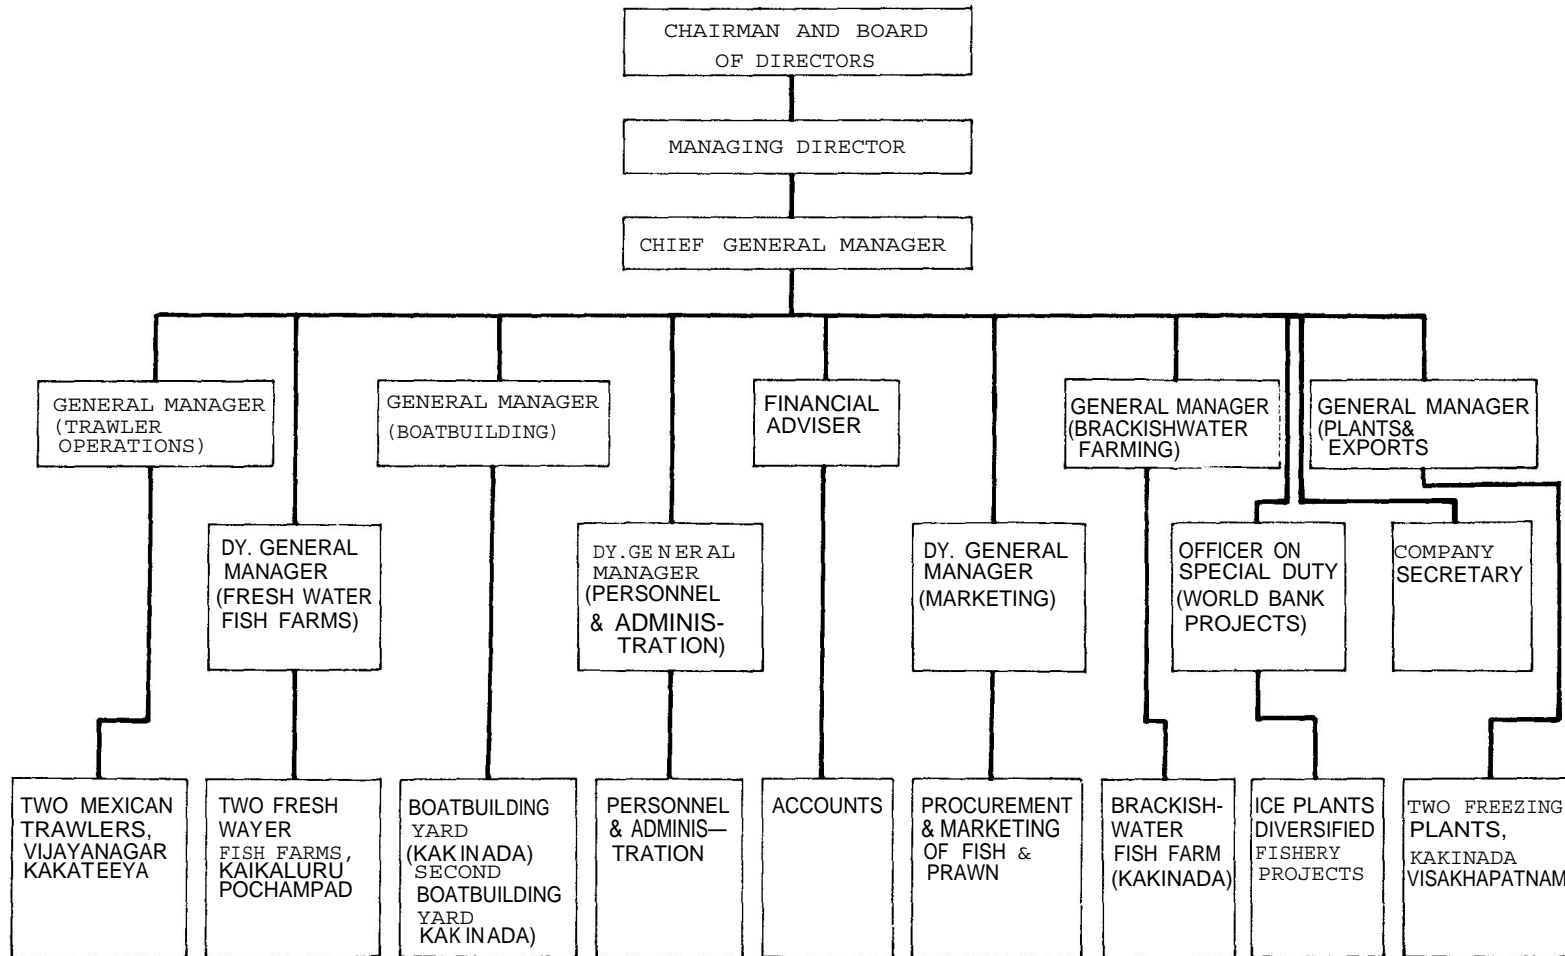 CHAIRMAN AND BOARD
OF DIRECTORS
MANAGING DIRECTOR
CHIEF GENERAL MANAGER
GENERAL MANAGER
(TRAWLER
OPERATIONS)
GENERAL MANAGER
(BOATBUILDING)
FINANCIAL
ADVISER
GENERAL MANAGER
(BRACKISHWATER
FARMING)
GENERAL MANAGER
(PLANTS&
EXPORTS
DY. GENERAL
MANAGER
(FRESH WATER
FISH FARMS)
DY.GENERAL
MANAGER
(PERSONNEL
& ADMINIS-
TRATION)
DY. GENERAL
MANAGER
(MARKETING)
OFFICER ON
SPECIAL DUTY
(WORLD BANK
PROJECTS)
COMPANY
SECRETARY
TWO MEXICAN
TRAWLERS,
VIJAYANAGAR
KAKATEEYA
TWO FRESH
WAYER
FISH FARMS,
KAIKALURU
POCHAMPAD
BOATBUILDING
YARD
(KAKINADA)
SECOND
BOATBUILDING
YARD
KAKINADA)
PERSONNEL
& ADMINIS—
TRATION
ACCOUNTS
PROCUREMENT
& MARKETING
OF FISH &
PRAWN
BRACKISH-
WATER
FISH FARM
(KAKINADA)
ICE PLANTS
DIVERSIFIED
FISHERY
PROJECTS
TWO FREEZING
PLANTS,
KAKINADA
VISAKHAPATNAM